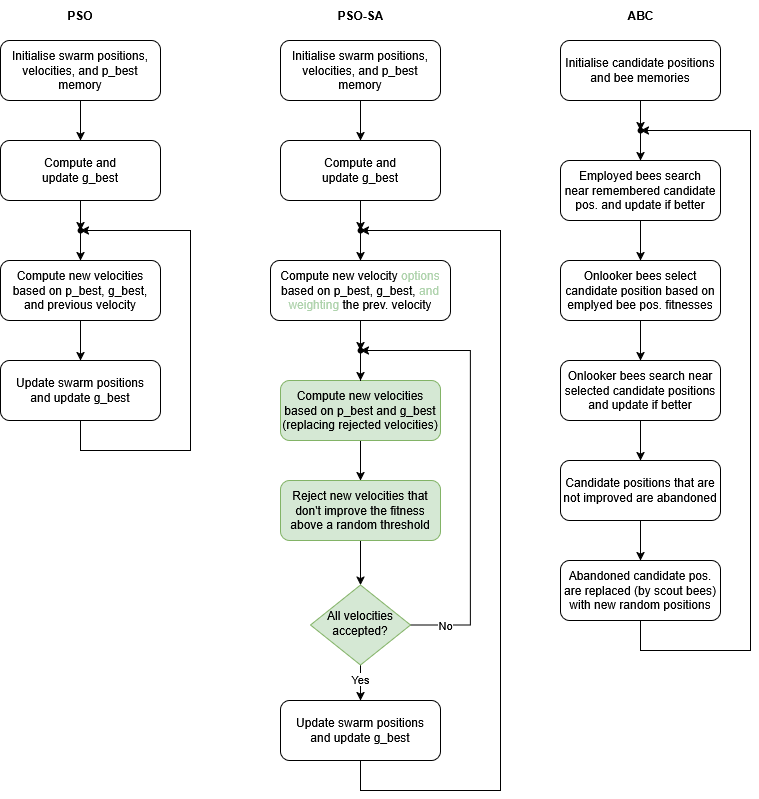 PSO
Initialise swarm positions,
velocities, and p_best
memory
Compute and
update g_best
Compute new velocities
based on p_best, g_best,
and previous velocity
Update swarm positions
and update g_best
PSO-SA
Initialise swarm positions,
velocities, and p_best
memory
Compute and
update g_best
Compute new velocity options
based on p_best, g_best, and
weighting the prev. velocity
Compute new velocities
based on p_best and g_best
(replacing rejected velocities)
Reject new velocities that
don't improve the fitness
above a random threshold
All velocities
accepted?
No
Yes
Update swarm positions
and update g_best
ABC
Initialise candidate positions
and bee memories
Employed bees search
near remembered candidate
pos. and update if better
Onlooker bees select
candidate position based on
emplyed bee pos. fitnesses
Onlooker bees search near
selected candidate positions
and update if better
Candidate positions that are
not improved are abandoned
Abandoned candidate pos.
are replaced (by scout bees)
with new random positions